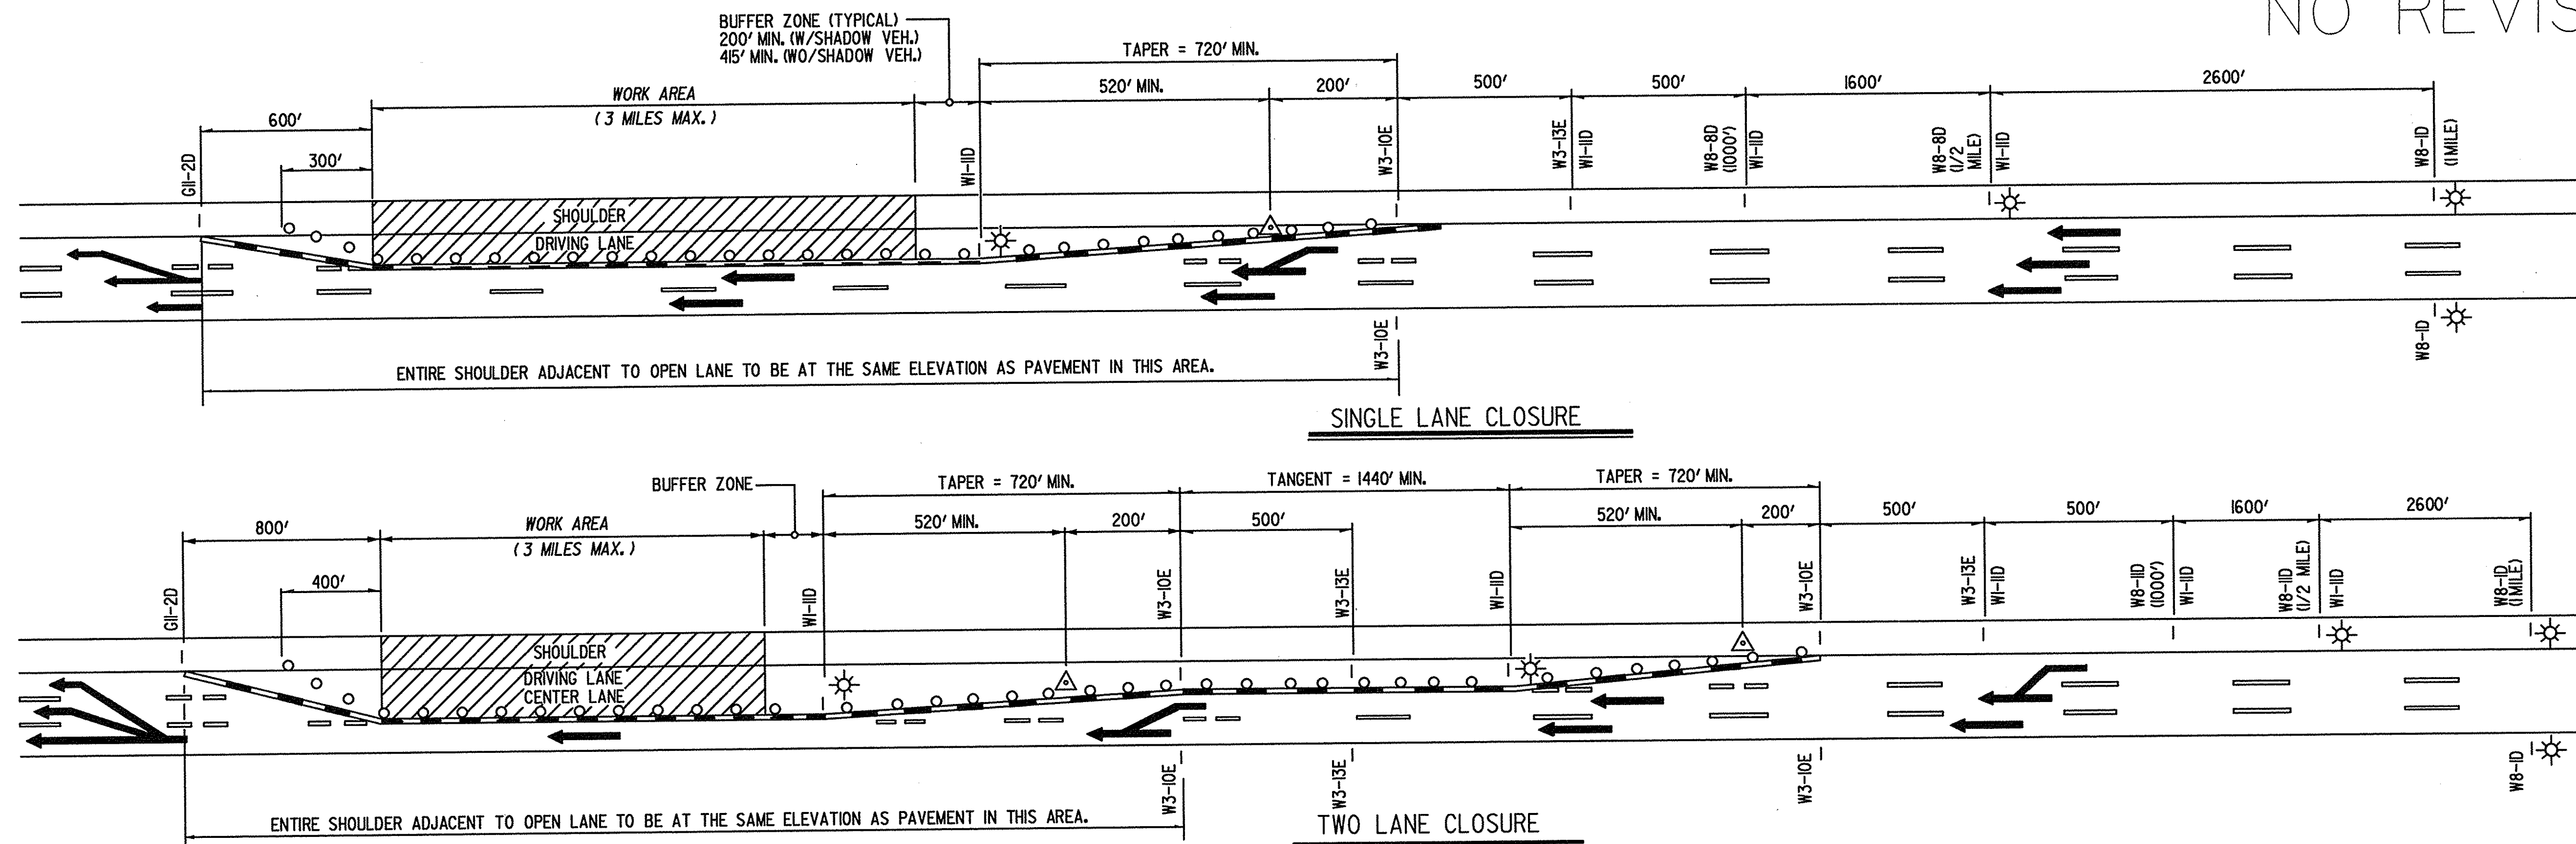 NO REVIS
BUFFER ZONE (TYPICAL)
200' MIN. (W/SHADOW VEH.)
415' MIN. (WO/SHADOW VEH.)
TAPER = 720' MIN.
WORK AREA
(3 MILES MAX.)
520' MIN.
200'
500'
500'
1600'
2600'
600'
300'
G11-2D
W1-11D
W3-10E
W3-13E
W1-11D
W8-8D
(1000')
W1-11D
W8-8D
(1/2
MILE)
W1-11D
W8-1D
(1 MILE)
SHOULDER
DRIVING LANE
W3-10E
W8-1D
ENTIRE SHOULDER ADJACENT TO OPEN LANE TO BE AT THE SAME ELEVATION AS PAVEMENT IN THIS AREA.
SINGLE LANE CLOSURE
BUFFER ZONE
TAPER = 720' MIN.
TANGENT = 1440' MIN.
TAPER = 720' MIN.
800'
WORK AREA
(3 MILES MAX.)
520' MIN.
200'
500'
520' MIN.
200'
500'
500'
1600'
2600'
400'
G11-2D
W1-11D
W3-10E
W3-13E
W1-11D
W3-10E
W3-13E
W1-11D
W8-11D
(1000')
W1-11D
W8-11D
(1/2 MILE)
W1-11D
W8-1D
(1 MILE)
SHOULDER
DRIVING LANE
CENTER LANE
W3-10E
W3-13E
W3-10E
W8-1D
ENTIRE SHOULDER ADJACENT TO OPEN LANE TO BE AT THE SAME ELEVATION AS PAVEMENT IN THIS AREA.
TWO LANE CLOSURE